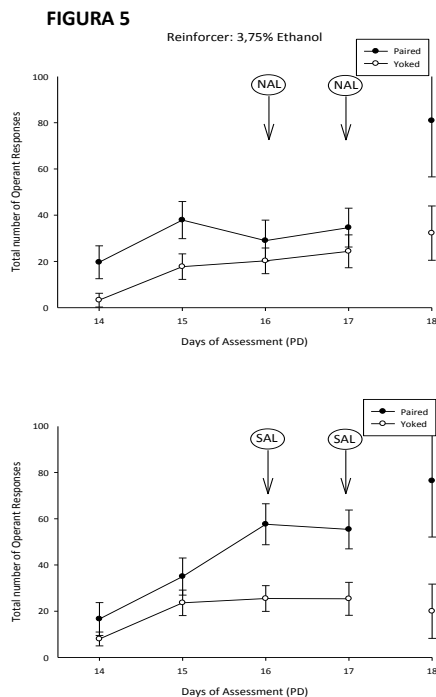 FIGURA 5
Reinforcer: 3,75% Ethanol
Paired
Yoked
NAL
NAL
100
80
60
40
20
0
Total number of Operant Responses
14
15
16
17
18
Days of Assessment (PD)
Paired
Yoked
SAL
SAL
100
80
60
40
20
0
Total number of Operant Responses
14
15
16
17
18
Days of Assessment (PD)